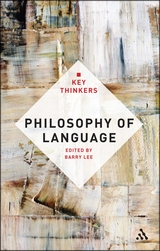 KEY
THINKERS
PHILOSOPHY OF
LANGUAGE
EDITED BY
BARRY LEE